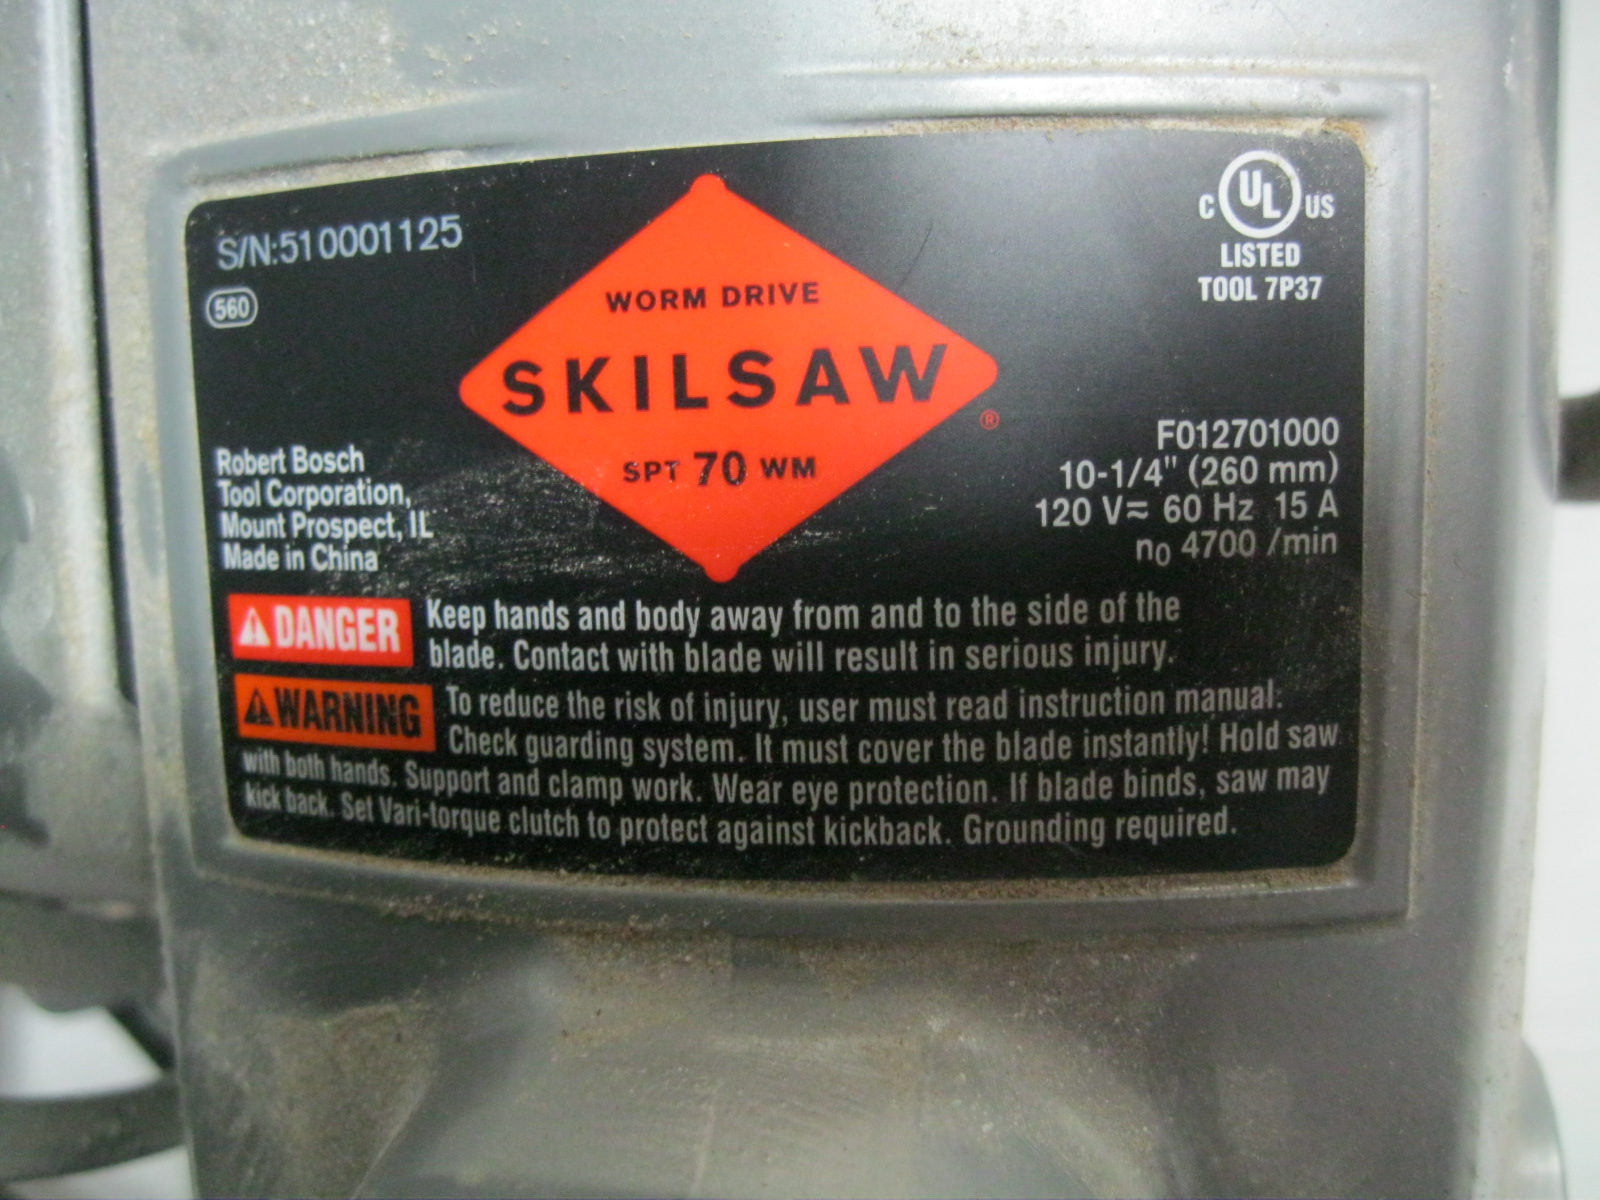 S/N:510001125
560
WORM DRIVE
SKILSAW
®
SPT 70 WM
C UL US
LISTED
TOOL 7P37
Robert Bosch
Tool Corporation,
Mount Prospect, IL
Made in China
F012701000
10-1/4" (260 mm)
120 V≂ 60 Hz 15 A
n0 4700 /min
DANGER Keep hands and body away from and to the side of the
blade. Contact with blade will result in serious injury.
WARNING To reduce the risk of injury, user must read instruction manual.
Check guarding system. It must cover the blade instantly! Hold saw
with both hands. Support and clamp work. Wear eye protection. If blade binds, saw may
kick back. Set Vari-torque clutch to protect against kickback. Grounding required.